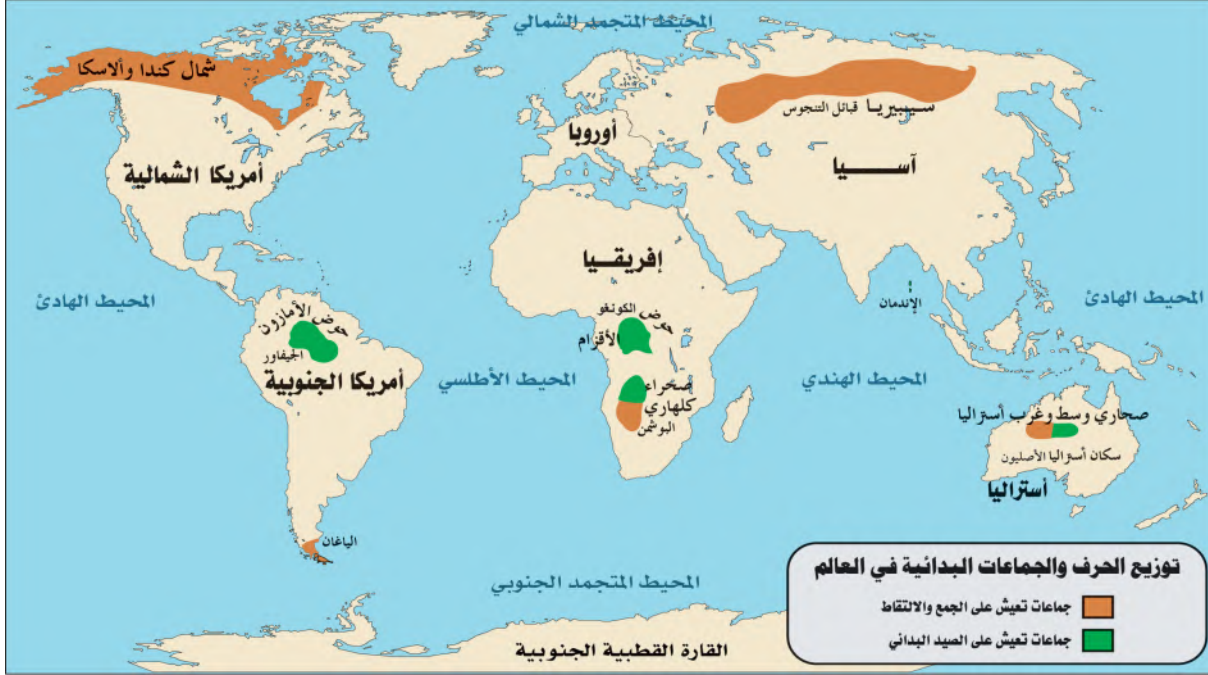 المحيط المتجمد الشمالي
شمال كندا وألاسكا
سيبيريا قبائل التنجوس
أوروبا
آسيا
أمريكا الشمالية
إفريقيا
المحيط الهادئ
المحيط الهادئ
الإندمان
حوض الأمازون
الجيفاور
حوض الكونغو
الأقزام
أمريكا الجنوبية
المحيط الأطلسي
المحيط الهندي
صحراء
كلهاري
البوشمن
صحاري وسط وغرب أستراليا
سكان أستراليا الأصليون
أستراليا
الياغان
المحيط المتجمد الجنوبي
القارة القطبية الجنوبية
توزيع الحرف والجماعات البدائية في العالم
جماعات تعيش على الجمع والالتقاط
جماعات تعيش على الصيد البدائي